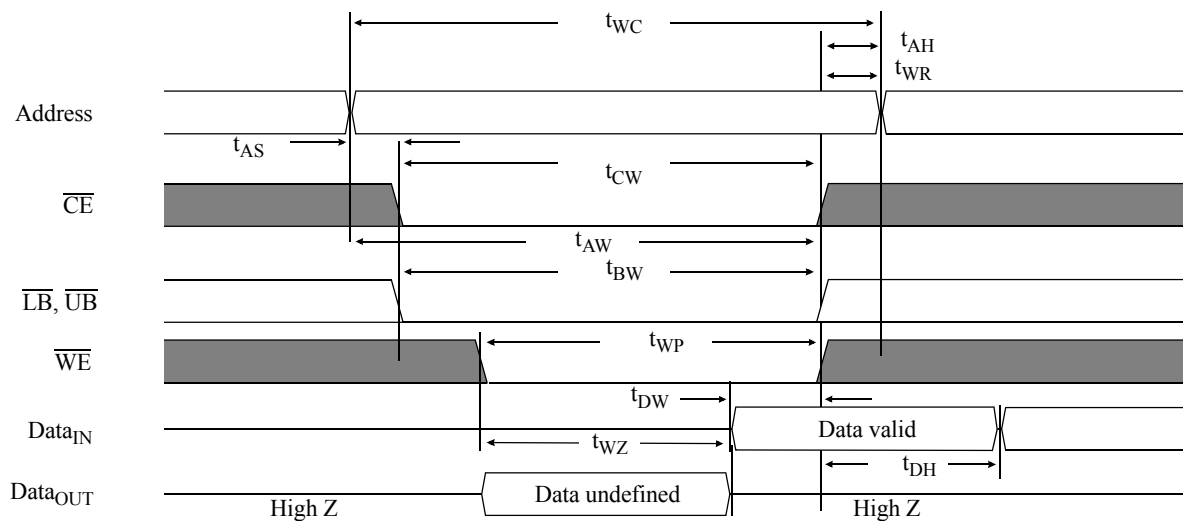 tWC
tAH
tWR
Address
tAS
tCW
CE
tAW
tBW
LB, UB
tWP
WE
tDW
DataIN
Data valid
tWZ
tDH
DataOUT
Data undefined
High Z
High Z